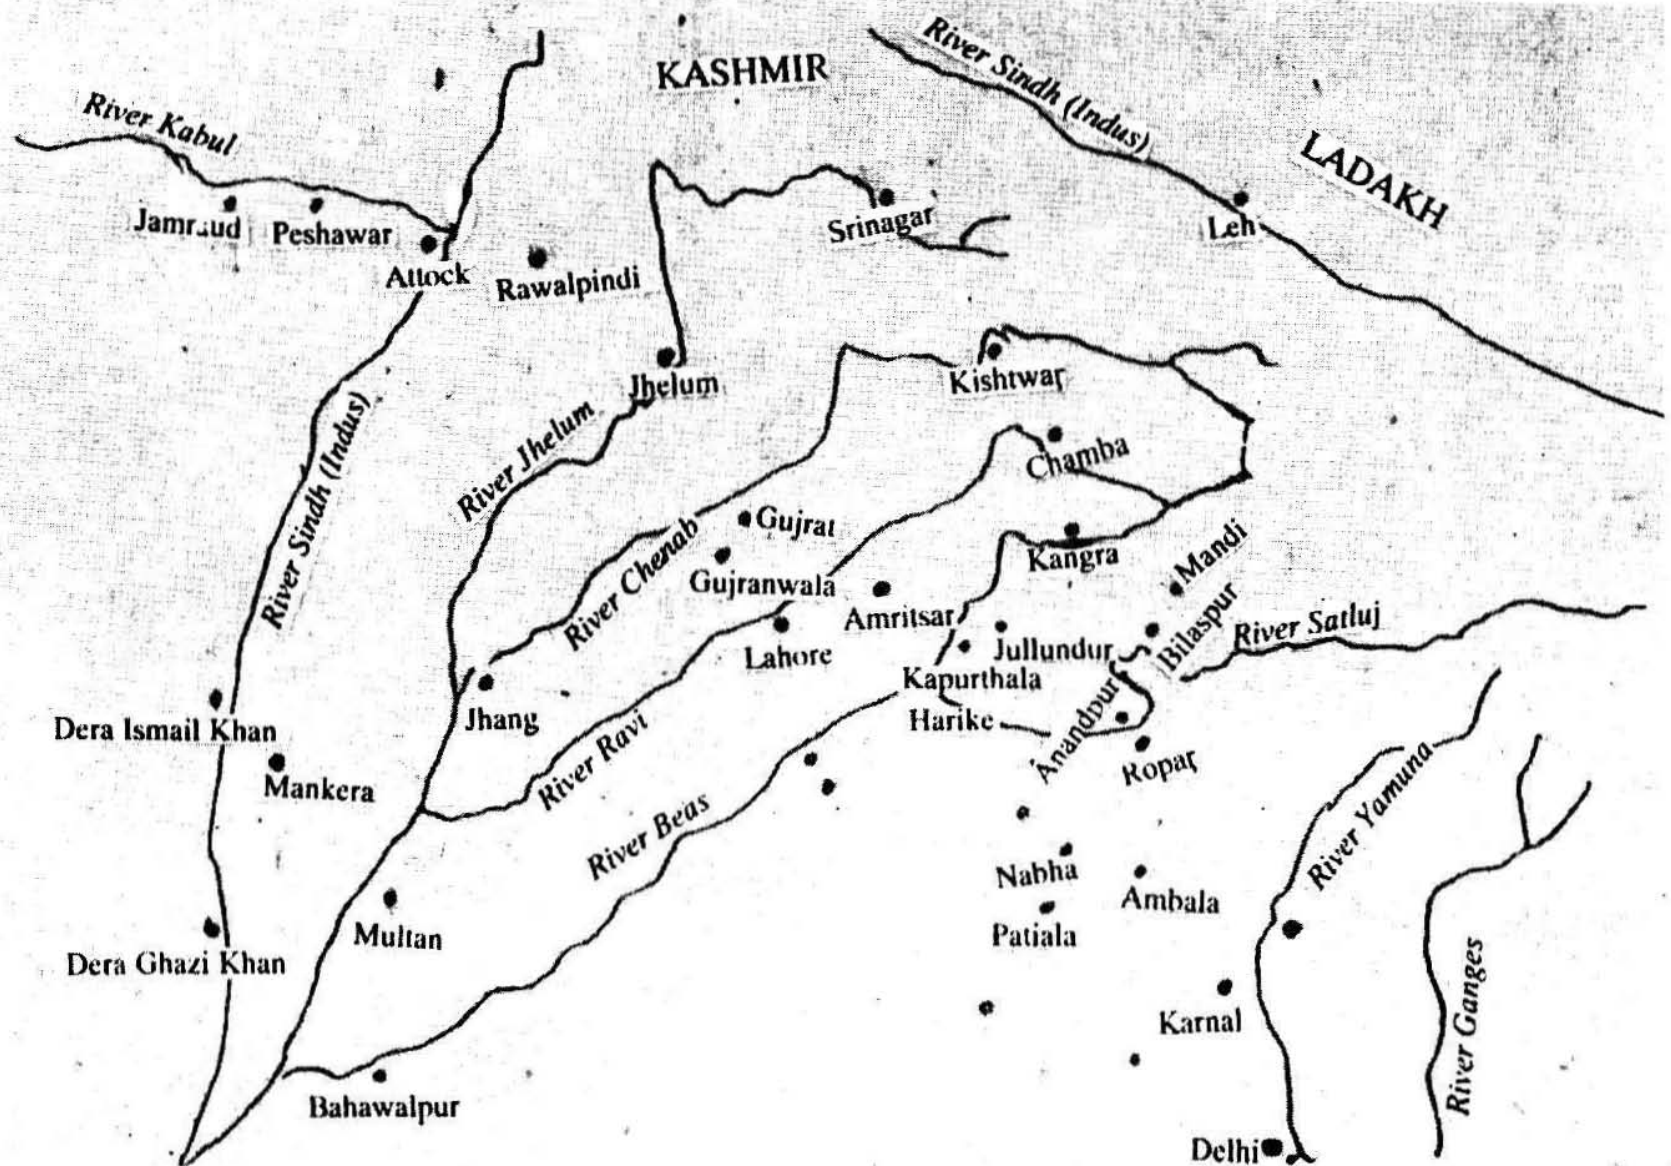 KASHMIR
River Sindh (Indus)
LADAKH
River Kabul
Jamraud
Peshawar
Srinagar
Leh
Attock
Rawalpindi
Jhelum
Kishtwar
River Sindh (Indus)
River Jhelum
Chamba
Gujrat
River Chenab
Kangra
Mandi
Gujranwala
Amritsar
Bilaspur
River Satluj
Lahore
Jullundur
Kapurthala
Jhang
Harike
Anandpur
Dera Ismail Khan
River Ravi
Ropar
Mankera
River Yamuna
River Beas
Nabha
Ambala
Multan
Patiala
Dera Ghazi Khan
Karnal
River Ganges
Bahawalpur
Delhi